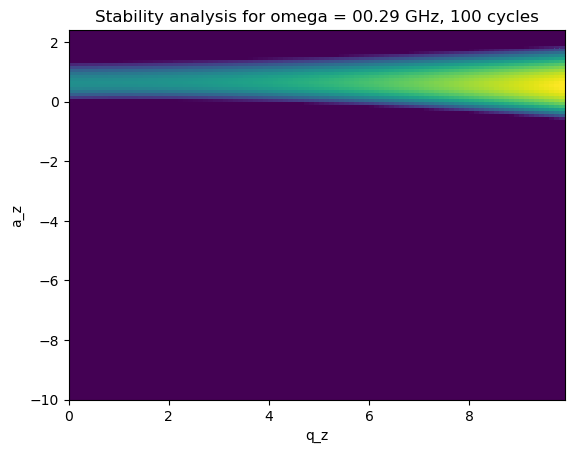 Stability analysis for omega = 00.29 GHz, 100 cycles
2
0
−2
−4
−6
−8
−10
a_z
0 2 4 6 8
q_z